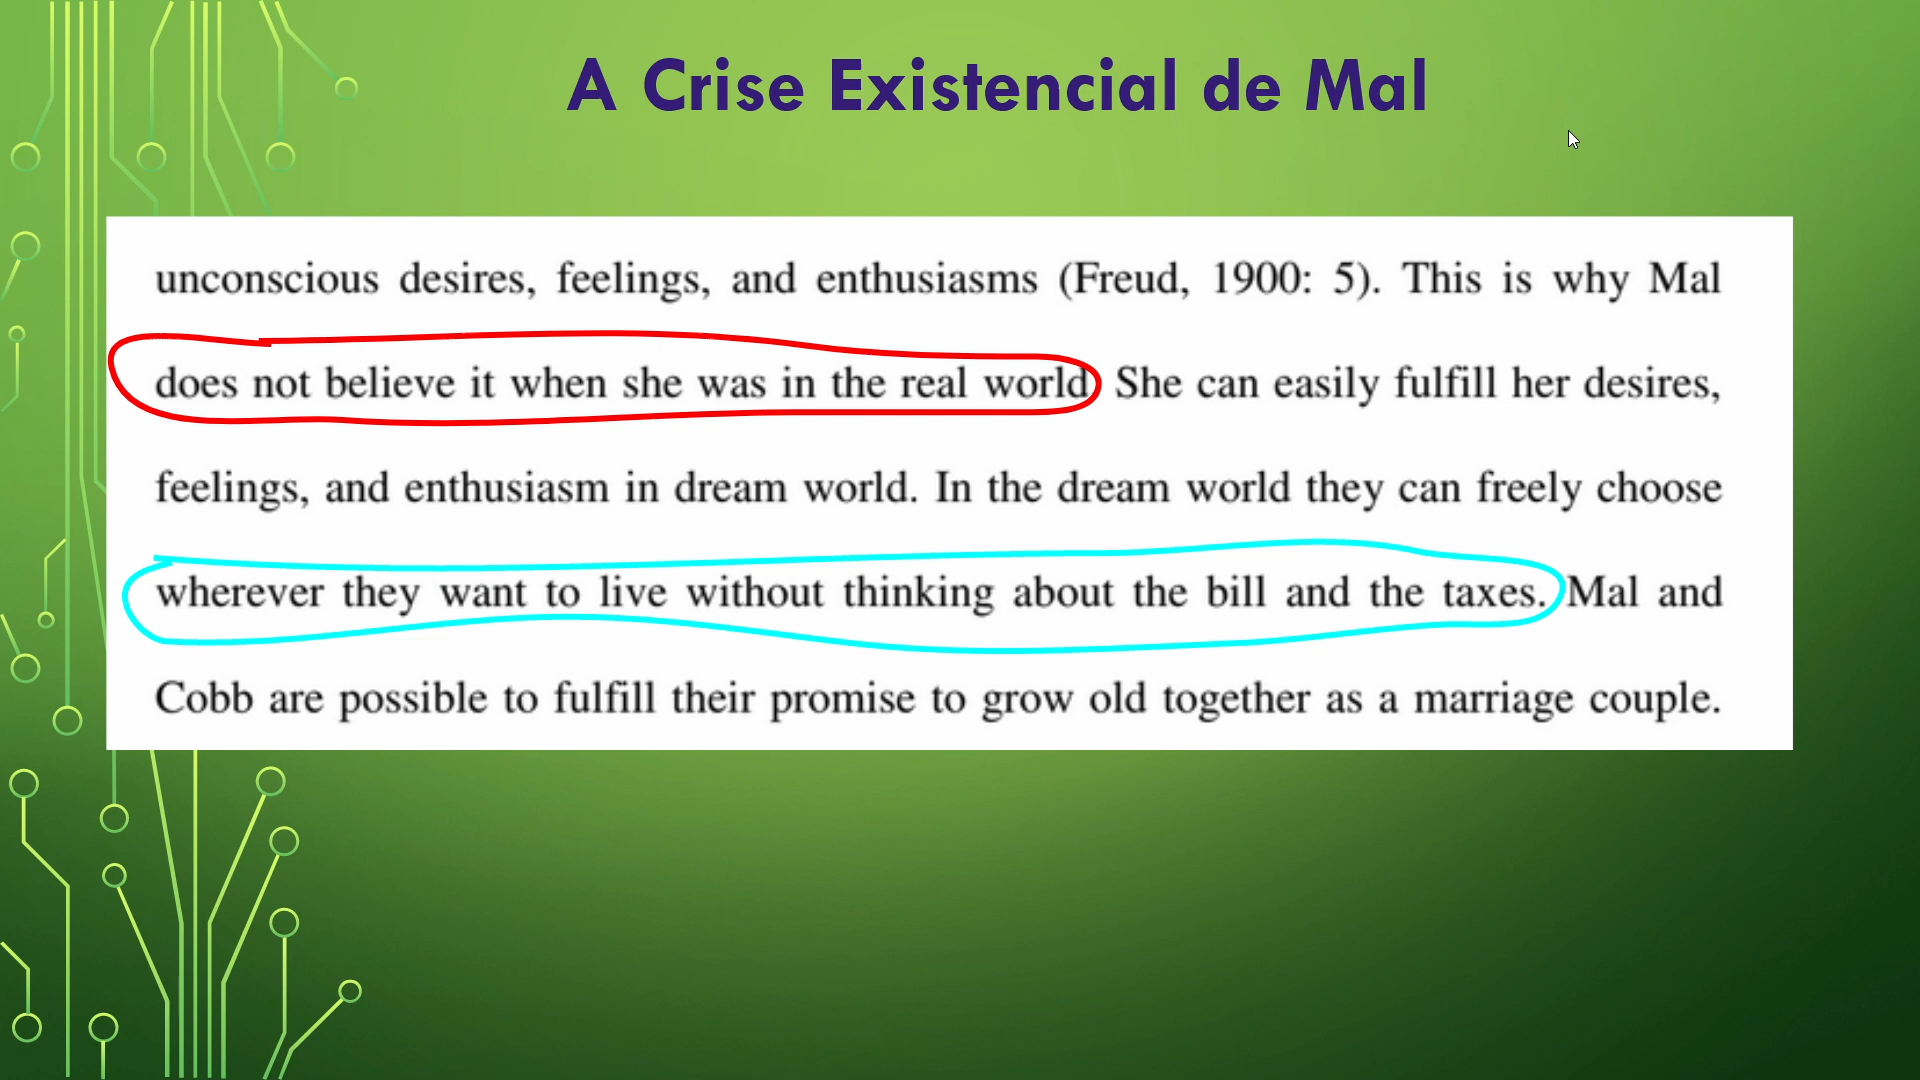 A Crise Existencial de Mal
unconscious desires, feelings, and enthusiasms (Freud, 1900: 5). This is why Mal
does not believe it when she was in the real world. She can easily fulfill her desires,
feelings, and enthusiasm in dream world. In the dream world they can freely choose
wherever they want to live without thinking about the bill and the taxes. Mal and
Cobb are possible to fulfill their promise to grow old together as a marriage couple.